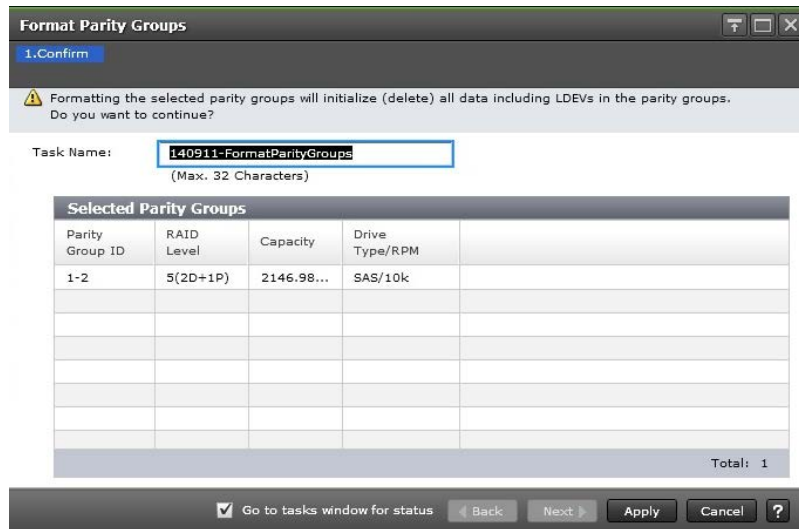 Format Parity Groups
1.Confirm
Formatting the selected parity groups will initialize (delete) all data including LDEVs in the parity groups.
Do you want to continue?
Task Name: 140911-FormatParityGroups
(Max. 32 Characters)
Selected Parity Groups
Parity Group ID RAID Level Capacity Drive Type/RPM
1-2 5(2D+1P) 2146.98... SAS/10k
Total: 1
Go to tasks window for status Back Next Apply Cancel ?